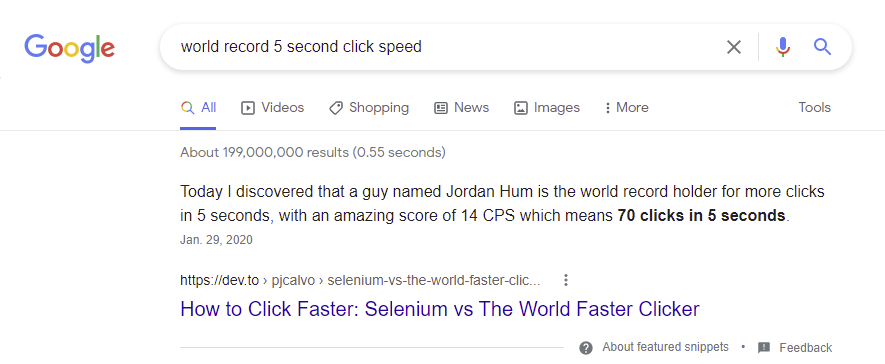 Google
world record 5 second click speed
All Videos Shopping News Images More Tools
About 199,000,000 results (0.55 seconds)
Today I discovered that a guy named Jordan Hum is the world record holder for more clicks
in 5 seconds, with an amazing score of 14 CPS which means 70 clicks in 5 seconds.
Jan. 29, 2020
https://dev.to › pjcalvo › selenium-vs-the-world-faster-clic...
How to Click Faster: Selenium vs The World Faster Clicker
About featured snippets • Feedback